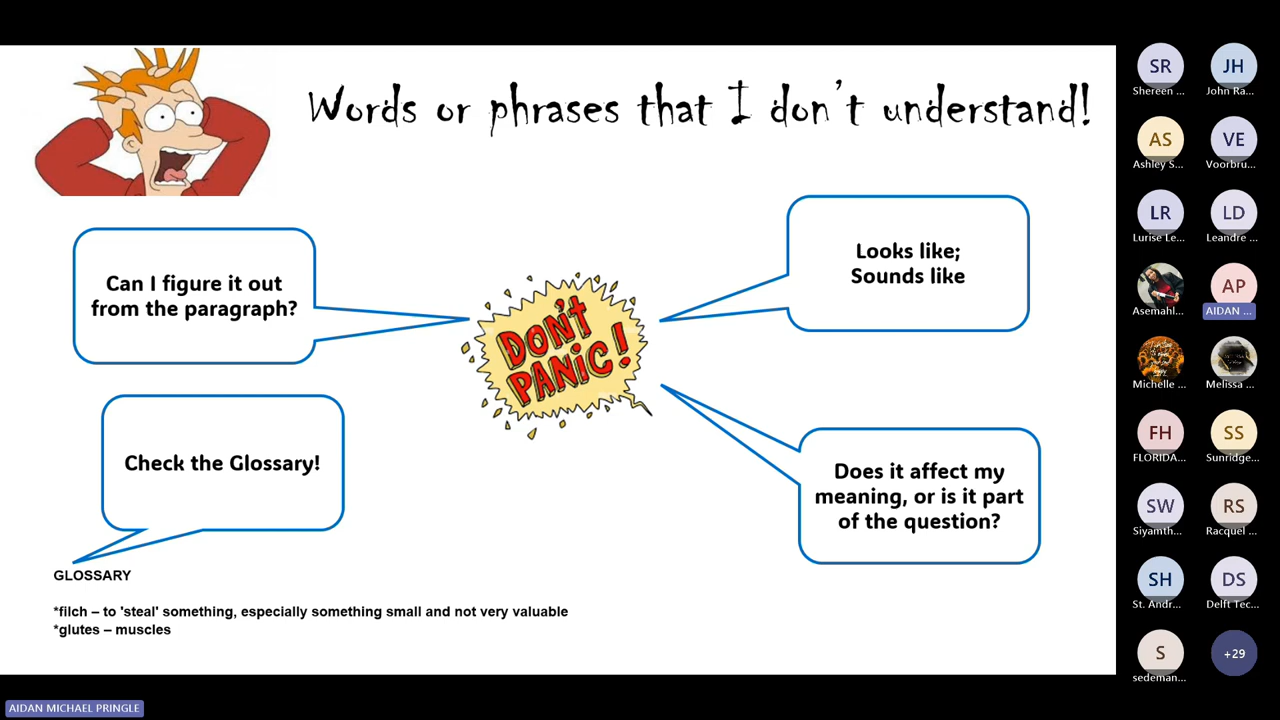 Words or phrases that I don't understand!
Can I figure it out
from the paragraph?
Looks like;
Sounds like
DON'T
PANIC!
Check the Glossary!
Does it affect my
meaning, or is it part
of the question?
GLOSSARY
*filch – to 'steal' something, especially something small and not very valuable
*glutes – muscles
SR
Shereen ...
JH
John Ra...
AS
Ashley S...
VE
Voorbru...
LR
Lurise Le...
LD
Leandre ...
Asemahl...
AP
AIDAN ...
Michelle ...
Melissa ...
FH
FLORIDA...
SS
Sunridge...
SW
Siyamth...
RS
Racquel ...
SH
St. Andr...
DS
Delft Tec...
S
sedeman...
+29
AIDAN MICHAEL PRINGLE